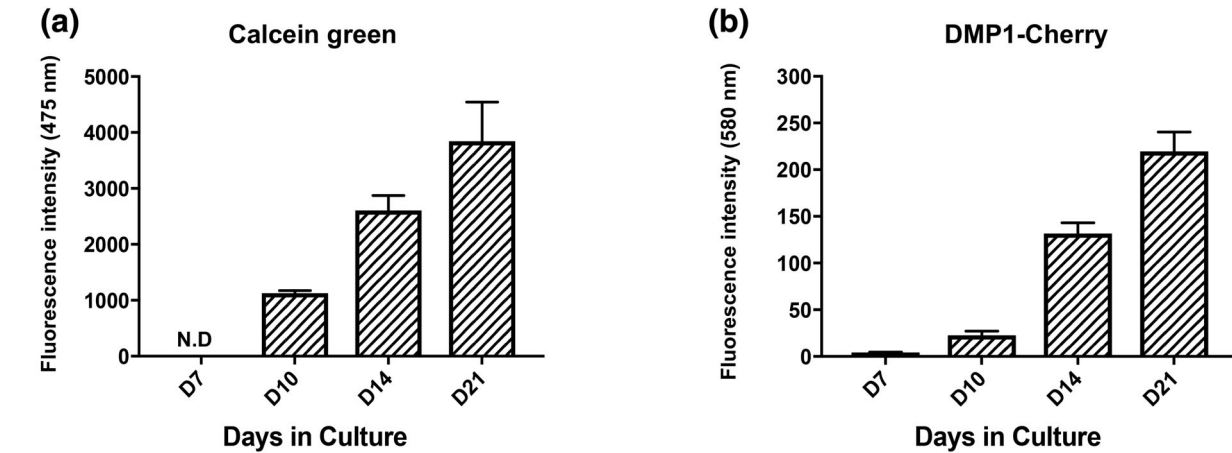 (a)
Calcein green
Fluorescence intensity (475 nm)
5000
4000
3000
2000
1000
0
N.D
D7
D10
D14
D21
Days in Culture
(b)
DMP1-Cherry
Fluorescence intensity (580 nm)
300
250
200
150
100
50
0
D7
D10
D14
D21
Days in Culture